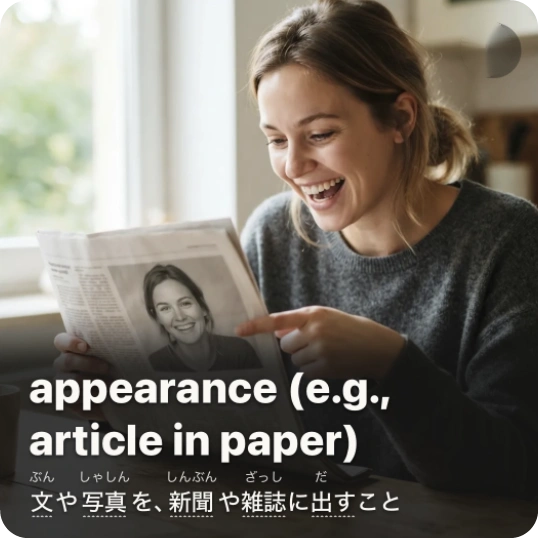 appearance (e.g.,
article in paper)
ぶん しゃしん しんぶん ざっし だ
文や写真を、新聞や雑誌に出すこと